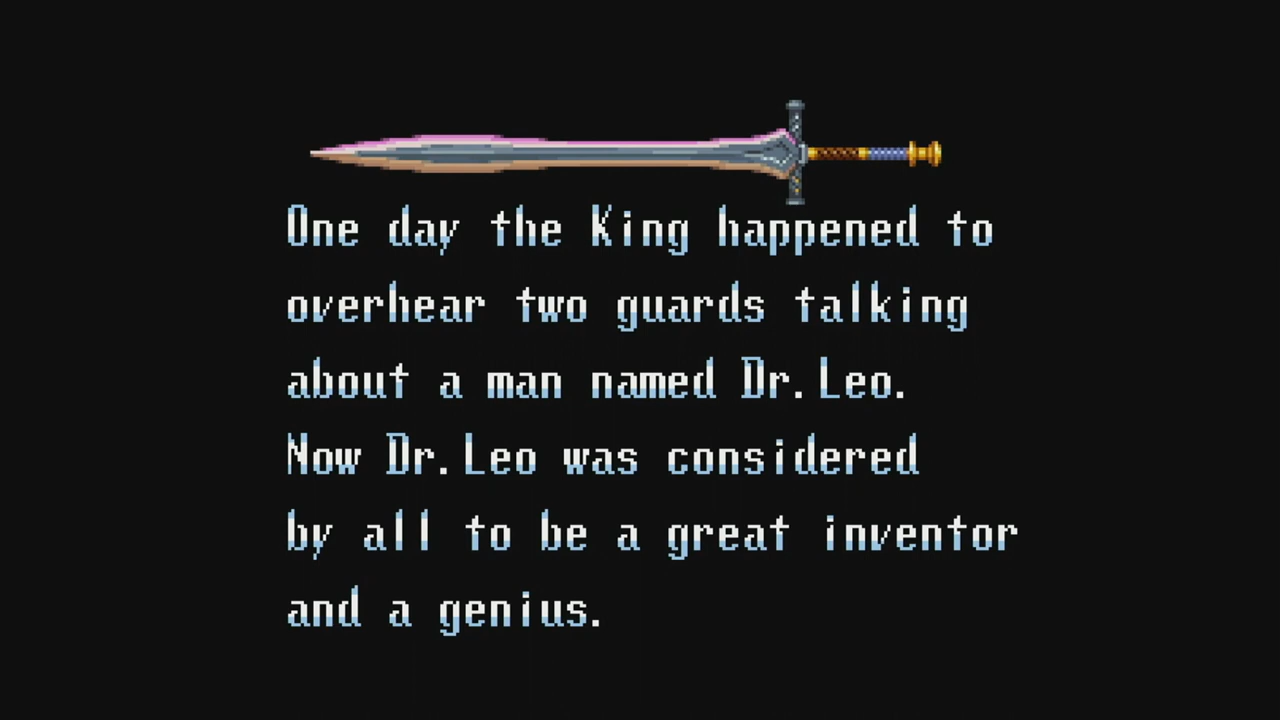 One day the King happened to
overhear two guards talking
about a man named Dr.Leo.
Now Dr.Leo was considered
by all to be a great inventor
and a genius.